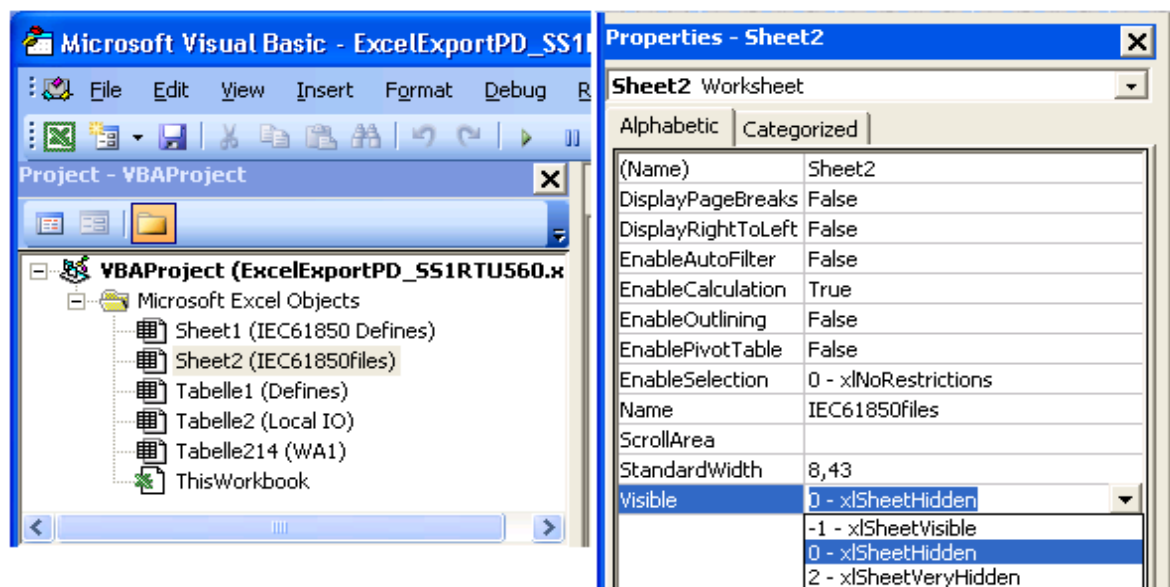 Microsoft Visual Basic - ExcelExportPD_SS1
File Edit View Insert Format Debug R
Project - VBAProject
VBAProject (ExcelExportPD_SS1RTU560.x
Microsoft Excel Objects
Sheet1 (IEC61850 Defines)
Sheet2 (IEC61850files)
Tabelle1 (Defines)
Tabelle2 (Local IO)
Tabelle214 (WA1)
ThisWorkbook
Properties - Sheet2
Sheet2 Worksheet
Alphabetic Categorized
(Name) Sheet2
DisplayPageBreaks False
DisplayRightToLeft False
EnableAutoFilter False
EnableCalculation True
EnableOutlining False
EnablePivotTable False
EnableSelection 0 - xlNoRestrictions
Name IEC61850files
ScrollArea
StandardWidth 8,43
Visible 0 - xlSheetHidden
-1 - xlSheetVisible
0 - xlSheetHidden
2 - xlSheetVeryHidden